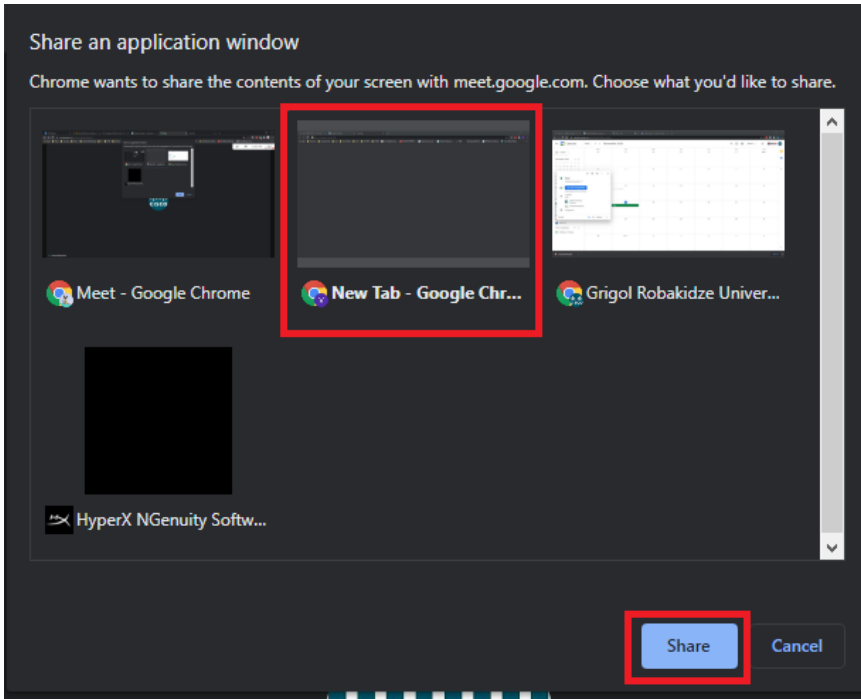 Share an application window
Chrome wants to share the contents of your screen with meet.google.com. Choose what you'd like to share.
Meet - Google Chrome
New Tab - Google Chr...
Grigol Robakidze Univer...
HyperX NGenuity Softw...
Share
Cancel